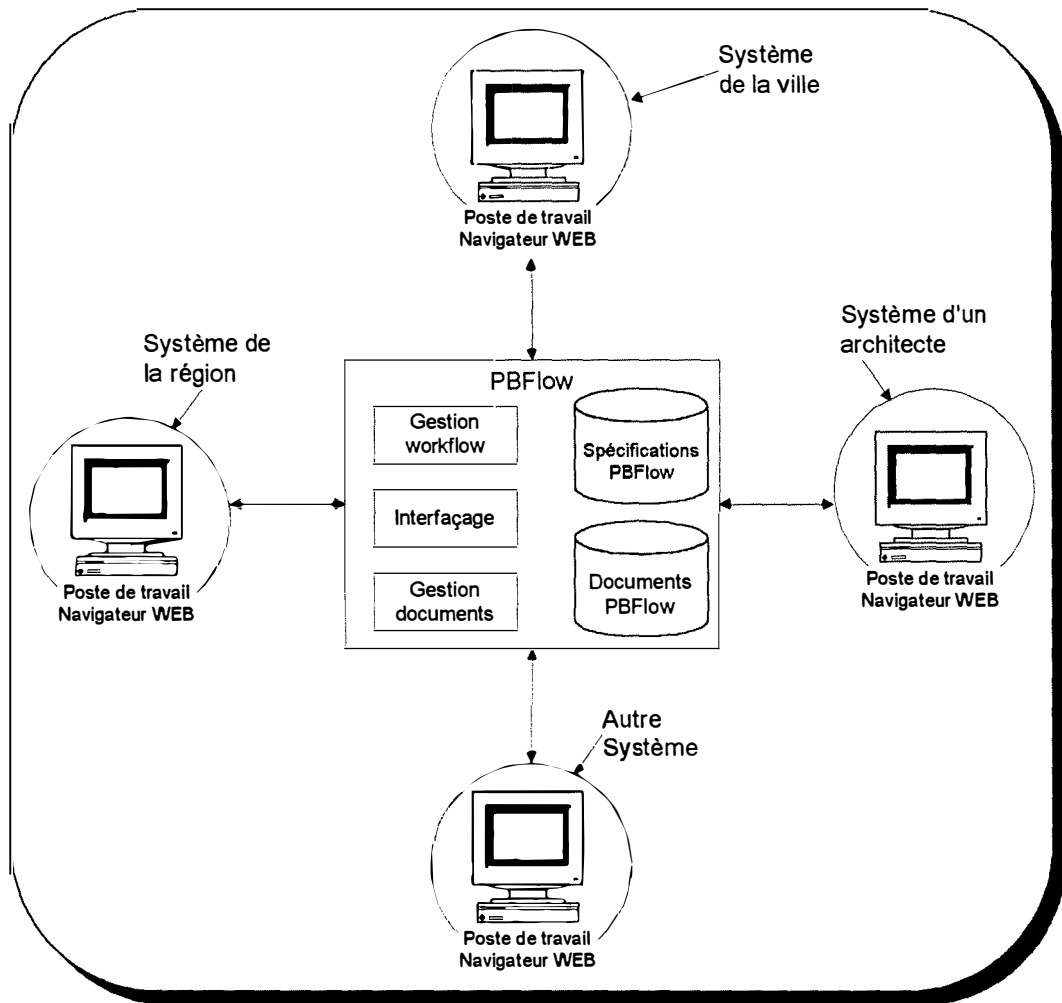 Système
de la ville
Poste de travail
Navigateur WEB
Système de
la région
Système d'un
architecte
PBFlow
Gestion
workflow
Spécifications
PBFlow
Interfaçage
Gestion
documents
Documents
PBFlow
Poste de travail
Navigateur WEB
Poste de travail
Navigateur WEB
Autre
Système
Poste de travail
Navigateur WEB